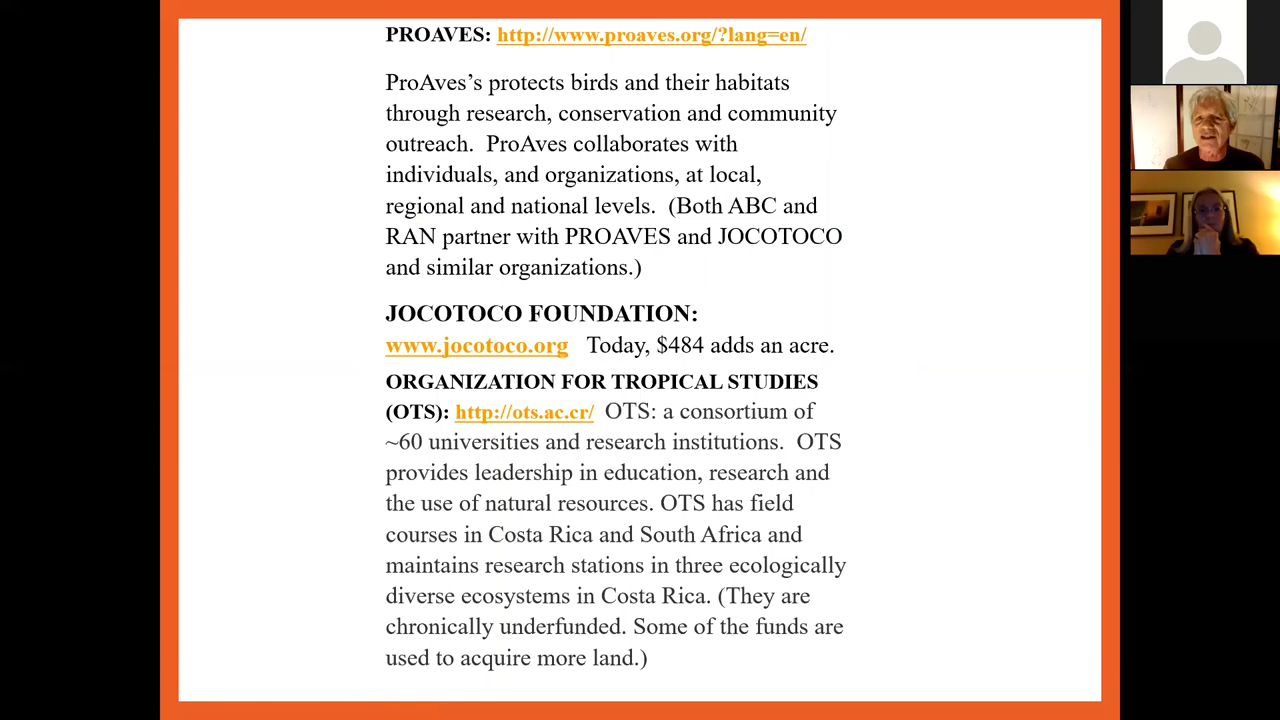 PROAVES: http://www.proaves.org/?lang=en/
ProAves’s protects birds and their habitats
through research, conservation and community
outreach.  ProAves collaborates with
individuals, and organizations, at local,
regional and national levels.  (Both ABC and
RAN partner with PROAVES and JOCOTOCO
and similar organizations.)
JOCOTOCO FOUNDATION:
www.jocotoco.org   Today, $484 adds an acre.
ORGANIZATION FOR TROPICAL STUDIES
(OTS): http://ots.ac.cr/  OTS: a consortium of
~60 universities and research institutions.  OTS
provides leadership in education, research and
the use of natural resources. OTS has field
courses in Costa Rica and South Africa and
maintains research stations in three ecologically
diverse ecosystems in Costa Rica. (They are
chronically underfunded. Some of the funds are
used to acquire more land.)